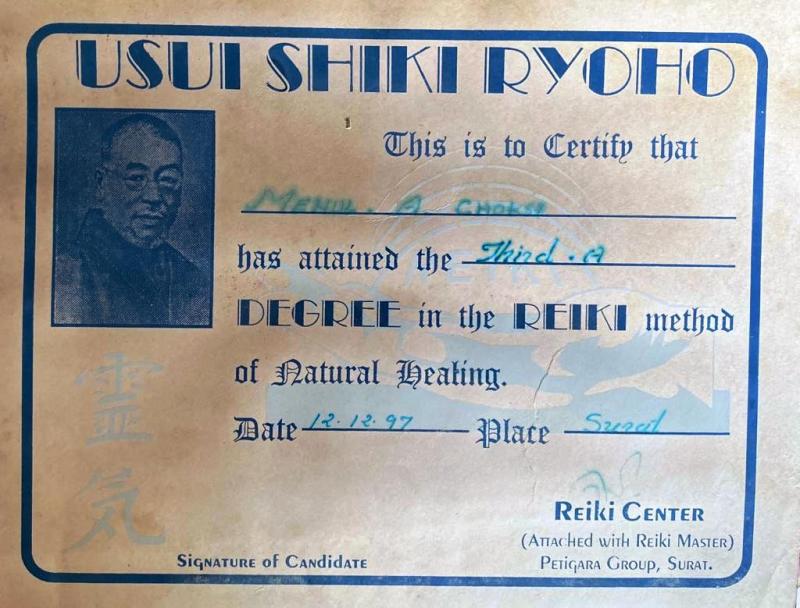 USUI SHIKI RYOHO
This is to Certify that
MEHUL. A. CHOKSI
has attained the Third. A
REIKI
DEGREE in the REIKI method
of Natural Healing.
Date 12.12.97 Place Surat
霊気
Reiki Center
(Attached with Reiki Master)
Signature of Candidate Petigara Group, Surat.